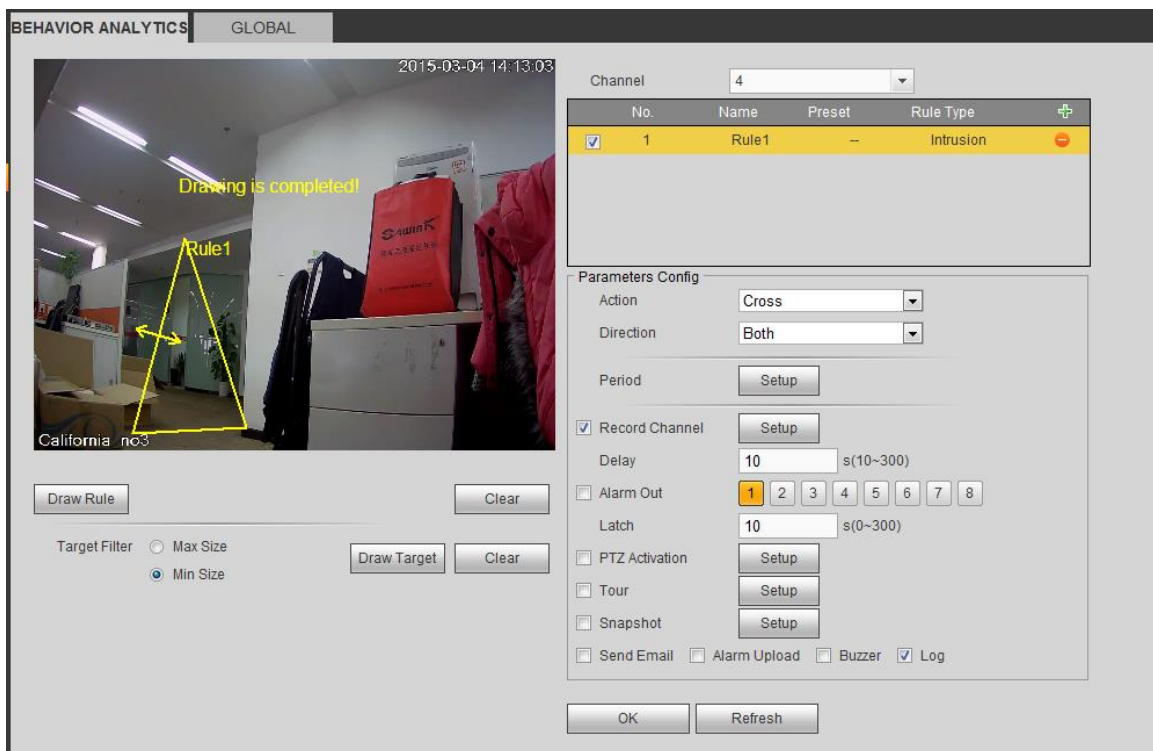 BEHAVIOR ANALYTICS
GLOBAL
2015-03-04 14:13:03
Drawing is completed!
Rule1
SAWINK
California no3
Draw Rule
Clear
Target Filter
Max Size
Min Size
Draw Target
Clear
Channel 4
No. Name Preset Rule Type
1 Rule1 -- Intrusion
Parameters Config
Action Cross
Direction Both
Period Setup
Record Channel Setup
Delay 10 s(10~300)
Alarm Out 1 2 3 4 5 6 7 8
Latch 10 s(0~300)
PTZ Activation Setup
Tour Setup
Snapshot Setup
Send Email Alarm Upload Buzzer Log
OK Refresh